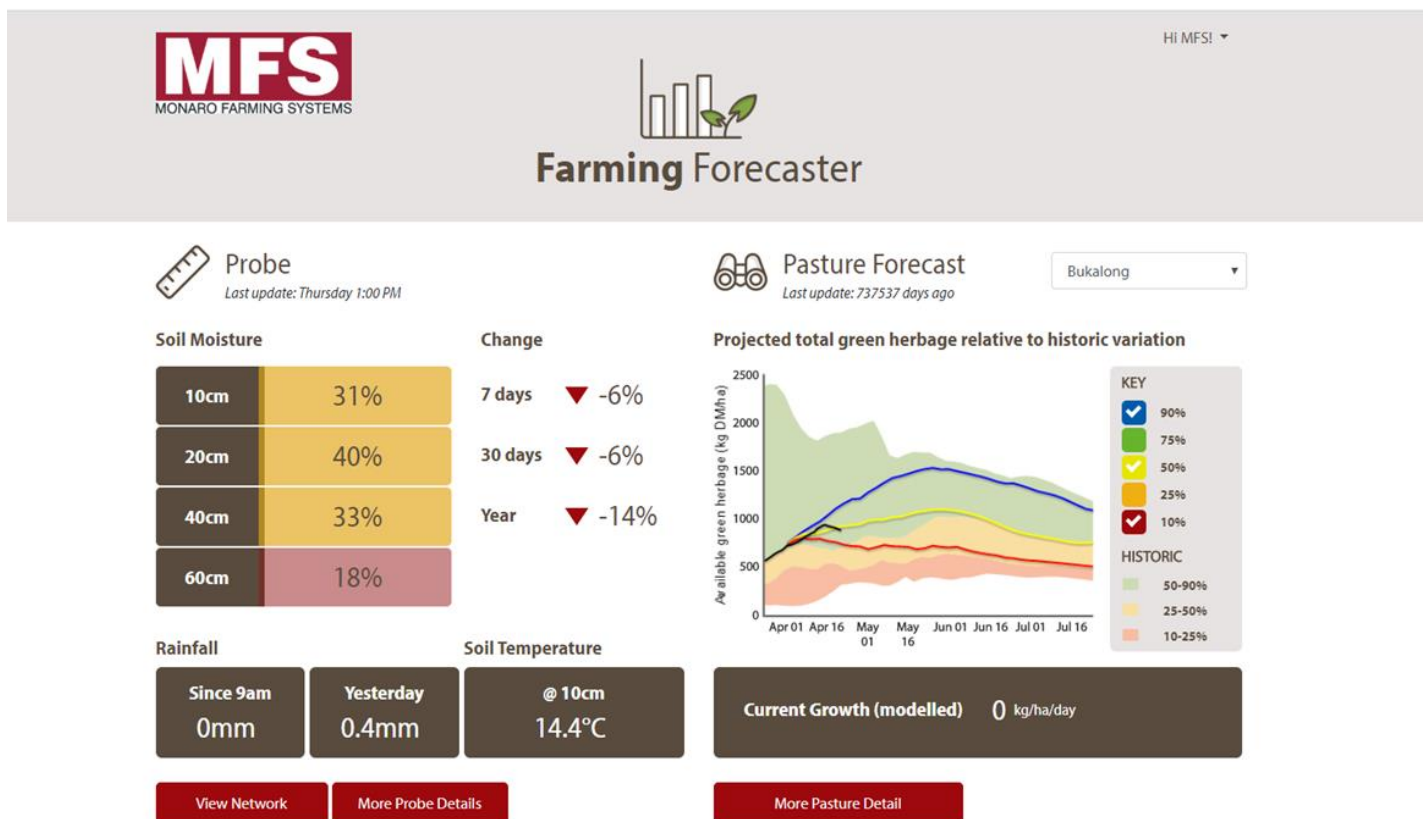 MFS
MONARO FARMING SYSTEMS
Hi MFS!
Farming Forecaster
Probe
Last update: Thursday 1:00 PM
Soil Moisture
Change
10cm 31%
20cm 40%
40cm 33%
60cm 18%
7 days -6%
30 days -6%
Year -14%
Rainfall
Since 9am
0mm
Yesterday
0.4mm
Soil Temperature
@ 10cm
14.4°C
View Network
More Probe Details
Pasture Forecast
Last update: 737537 days ago
Bukalong
Projected total green herbage relative to historic variation
Available green herbage (kg DM/ha)
2500
2000
1500
1000
500
0
Apr 01 Apr 16 May 01 May 16 Jun 01 Jun 16 Jul 01 Jul 16
KEY
90%
75%
50%
25%
10%
HISTORIC
50-90%
25-50%
10-25%
Current Growth (modelled) 0 kg/ha/day
More Pasture Detail